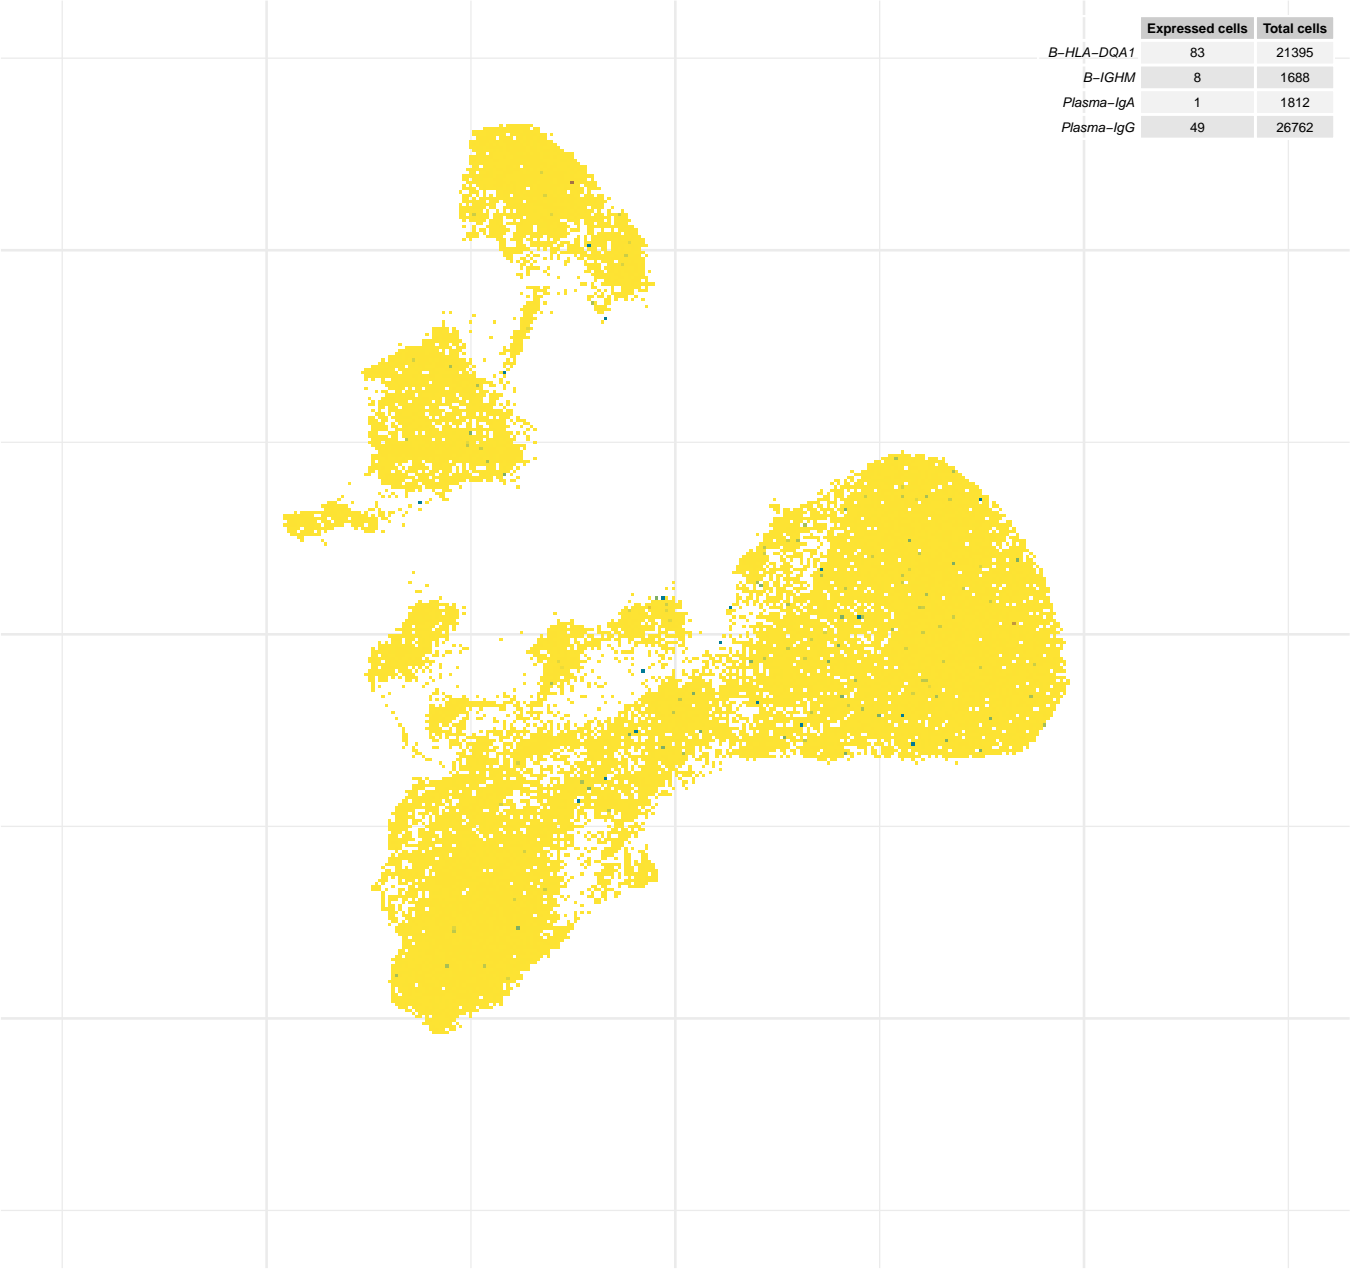 Expressed cells Total cells
B−HLA−DQA1 83 21395
B−IGHM 8 1688
Plasma−IgA 1 1812
Plasma−IgG 49 26762